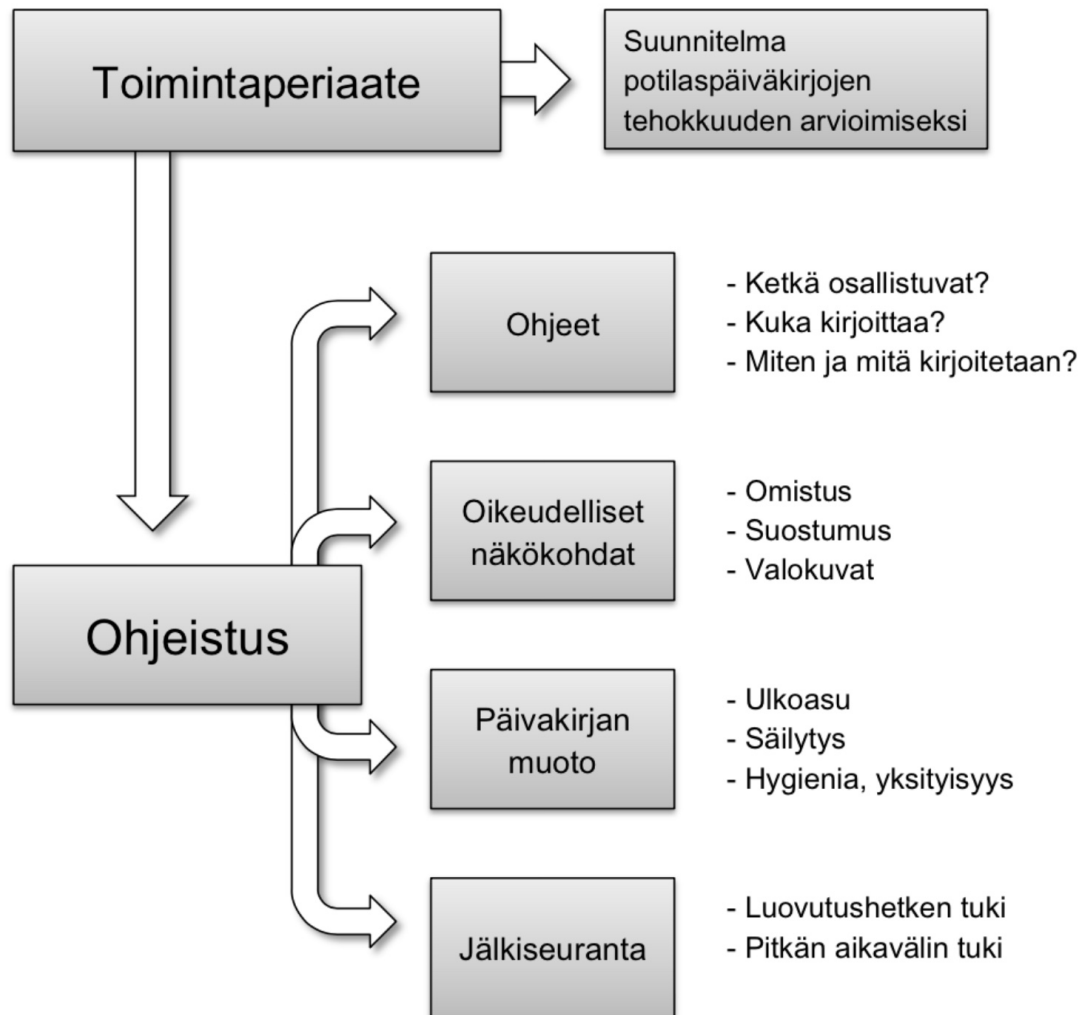 Toimintaperiaate
Suunnitelma
potilaspäiväkirjojen
tehokkuuden arvioimiseksi
Ohjeistus
Ohjeet
- Ketkä osallistuvat?
- Kuka kirjoittaa?
- Miten ja mitä kirjoitetaan?
Oikeudelliset
näkökohdat
- Omistus
- Suostumus
- Valokuvat
Päivakirjan
muoto
- Ulkoasu
- Säilytys
- Hygienia, yksityisyys
Jälkiseuranta
- Luovutushetken tuki
- Pitkän aikavälin tuki